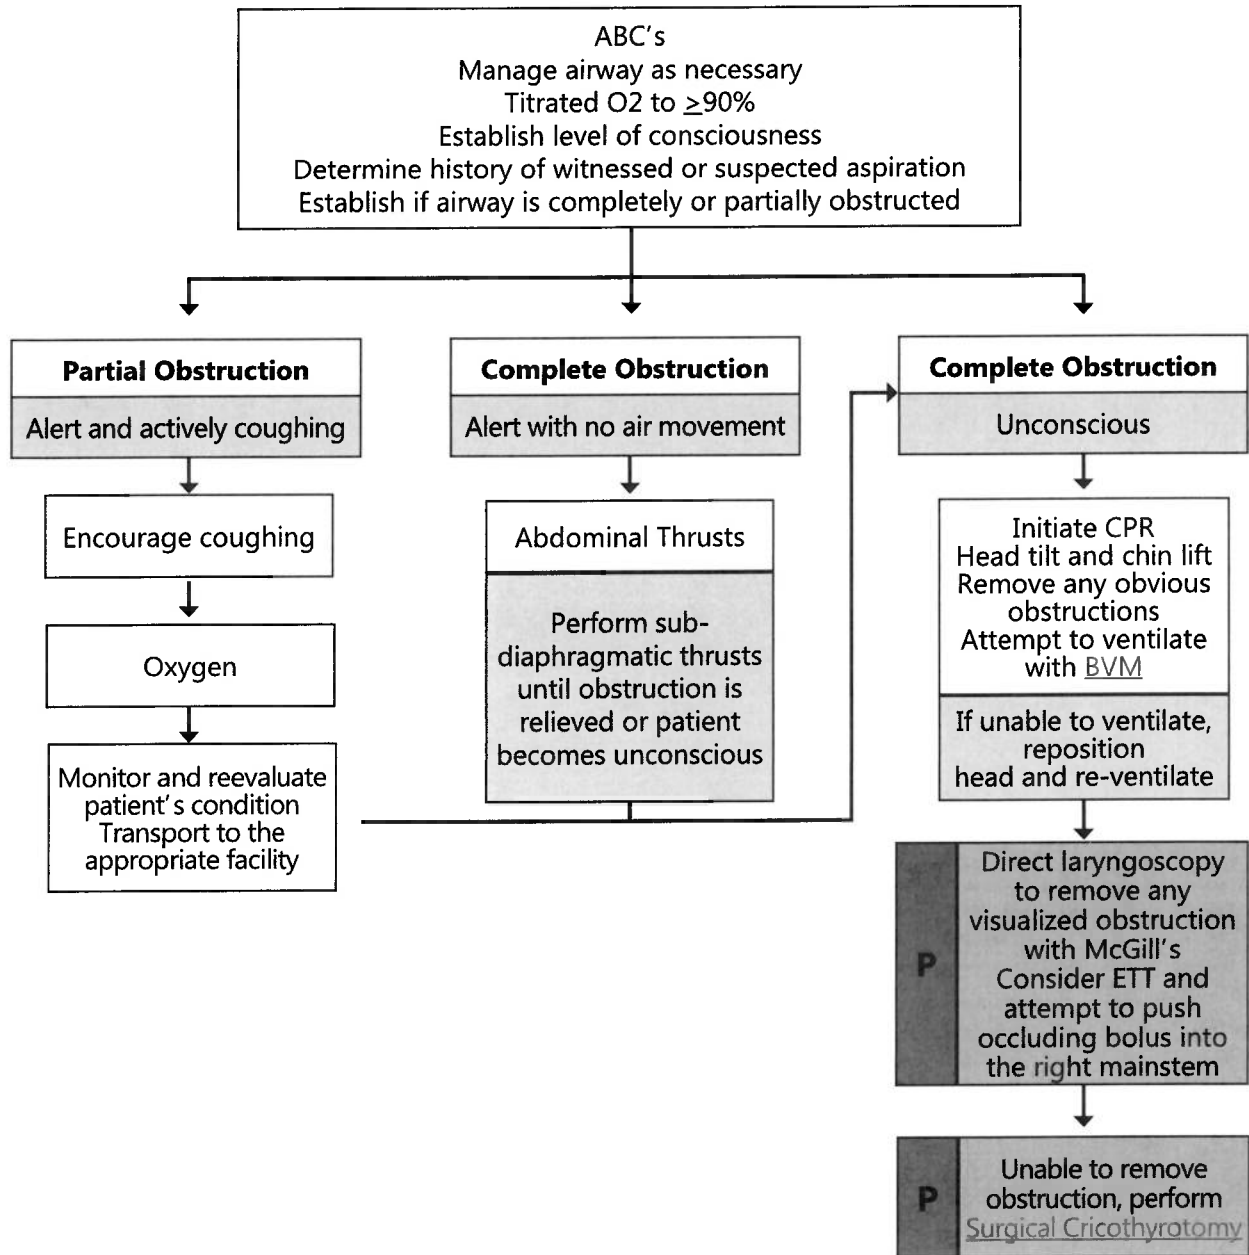 ABC's
Manage airway as necessary
Titrated O2 to ≥90%
Establish level of consciousness
Determine history of witnessed or suspected aspiration
Establish if airway is completely or partially obstructed
Partial Obstruction
Alert and actively coughing
Encourage coughing
Oxygen
Monitor and reevaluate
patient's condition
Transport to the
appropriate facility
Complete Obstruction
Alert with no air movement
Abdominal Thrusts
Perform sub-
diaphragmatic thrusts
until obstruction is
relieved or patient
becomes unconscious
Complete Obstruction
Unconscious
Initiate CPR
Head tilt and chin lift
Remove any obvious
obstructions
Attempt to ventilate
with BVM
If unable to ventilate,
reposition
head and re-ventilate
P
Direct laryngoscopy
to remove any
visualized obstruction
with McGill's
Consider ETT and
attempt to push
occluding bolus into
the right mainstem
P
Unable to remove
obstruction, perform
Surgical Cricothyrotomy